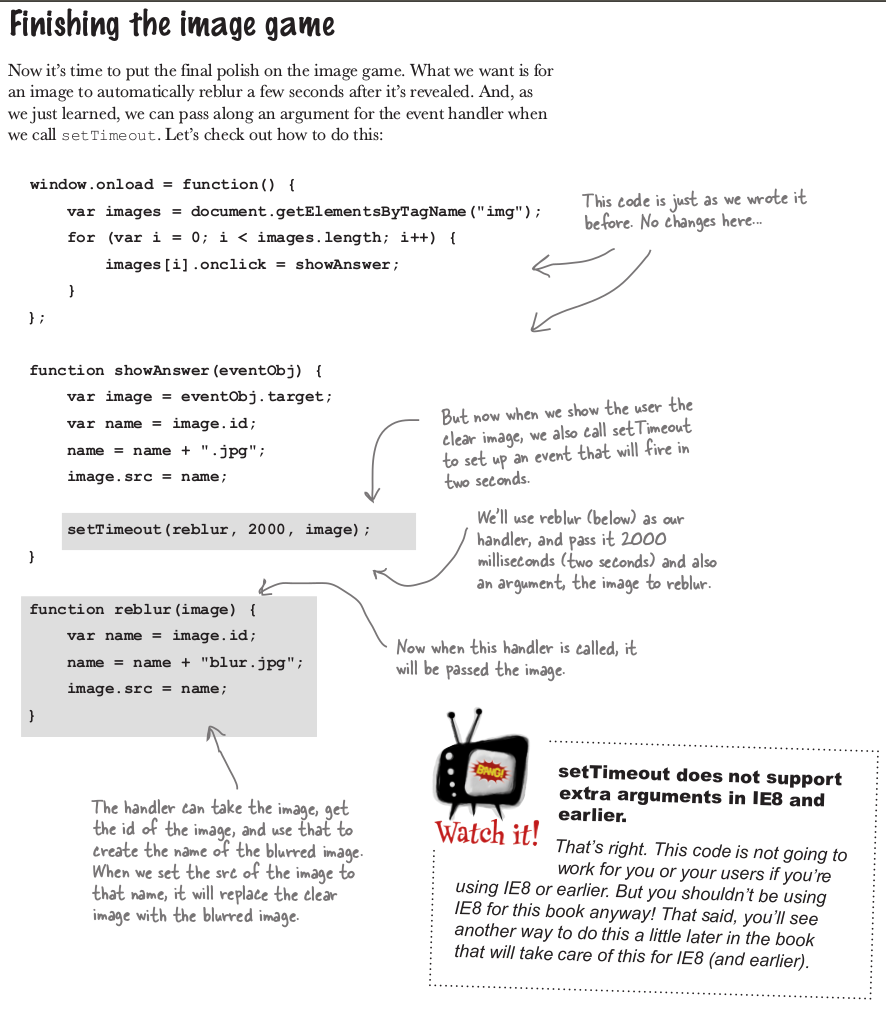 Finishing the image game
Now it's time to put the final polish on the image game. What we want is for
an image to automatically reblur a few seconds after it's revealed. And, as
we just learned, we can pass along an argument for the event handler when
we call setTimeout. Let's check out how to do this:
window.onload = function() {
    var images = document.getElementsByTagName("img");
    for (var i = 0; i < images.length; i++) {
        images[i].onclick = showAnswer;
    }
};
This code is just as we wrote it
before. No changes here...
function showAnswer(eventObj) {
    var image = eventObj.target;
    var name = image.id;
    name = name + ".jpg";
    image.src = name;
    setTimeout(reblur, 2000, image);
}
But now when we show the user the
clear image, we also call setTimeout
to set up an event that will fire in
two seconds.
We'll use reblur (below) as our
handler, and pass it 2000
milliseconds (two seconds) and also
an argument, the image to reblur.
function reblur(image) {
    var name = image.id;
    name = name + "blur.jpg";
    image.src = name;
}
Now when this handler is called, it
will be passed the image.
The handler can take the image, get
the id of the image, and use that to
create the name of the blurred image.
When we set the src of the image to
that name, it will replace the clear
image with the blurred image.
BANG!
Watch it!
setTimeout does not support
extra arguments in IE8 and
earlier.
That's right. This code is not going to
work for you or your users if you're
using IE8 or earlier. But you shouldn't be using
IE8 for this book anyway! That said, you'll see
another way to do this a little later in the book
that will take care of this for IE8 (and earlier).